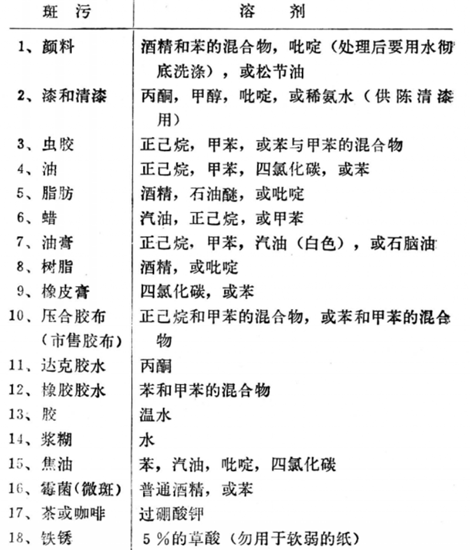 斑污 溶剂
1、颜料 酒精和苯的混合物，吡啶（处理后要用水彻
底洗涤），或松节油
2、漆和清漆 丙酮，甲醇，吡啶，或稀氨水（供陈清漆
用）
3、虫胶 正己烷，甲苯，或苯与甲苯的混合物
4、油 正己烷，甲苯，四氯化碳，或苯
5、脂肪 酒精，石油醚，或吡啶
6、蜡 汽油，正己烷，或甲苯
7、油膏 正己烷，甲苯，汽油（白色），或石脑油
8、树脂 酒精，或吡啶
9、橡皮膏 四氯化碳，或苯
10、压合胶布 正己烷和甲苯的混合物，或苯和甲苯的混合
（市售胶布） 物
11、达克胶水 丙酮
12、橡胶胶水 苯和甲苯的混合物
13、胶 温水
14、浆糊 水
15、焦油 苯，汽油，吡啶，四氯化碳
16、霉菌（微斑） 普通酒精，或苯
17、茶或咖啡 过硼酸钾
18、铁锈 5％的草酸（勿用于软弱的纸）